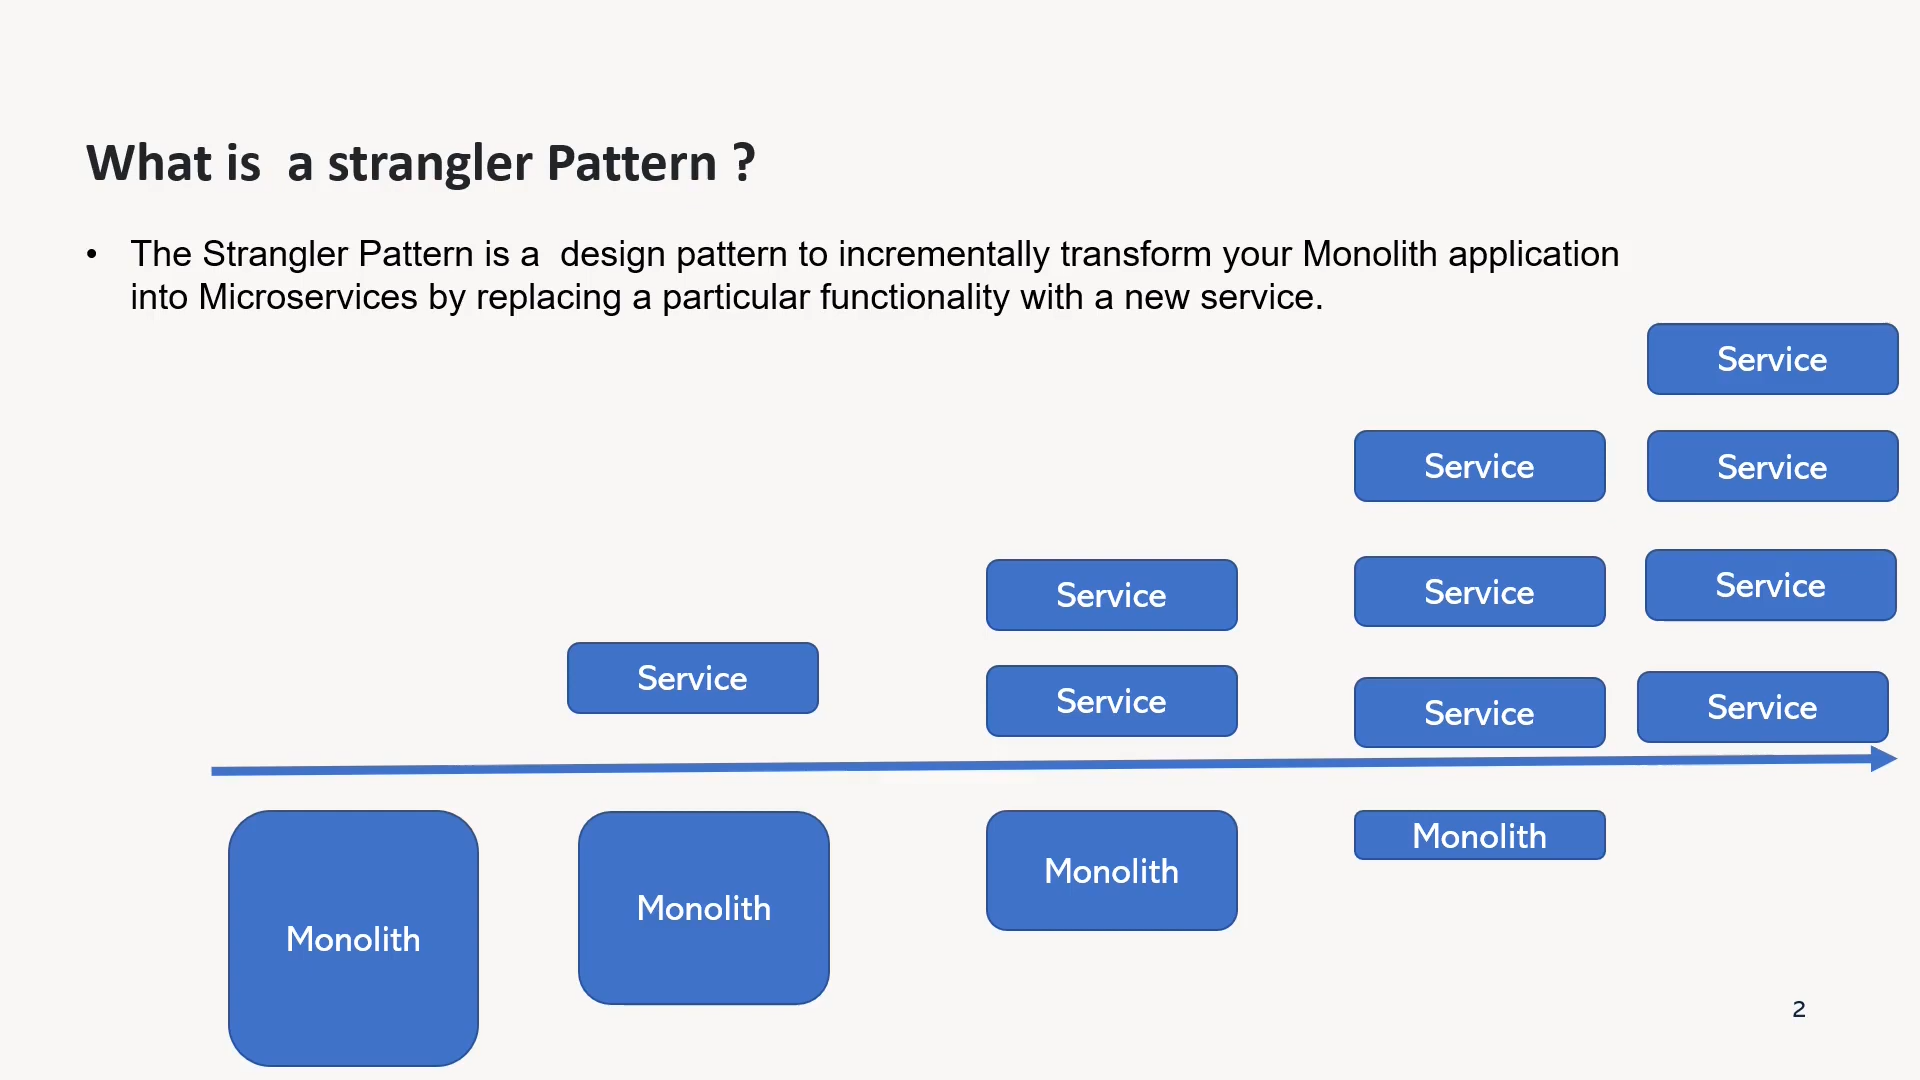 What is  a strangler Pattern ?
• The Strangler Pattern is a  design pattern to incrementally transform your Monolith application
into Microservices by replacing a particular functionality with a new service.
Service
Service
Service
Service
Service
Service
Service
Service
Service
Service
Monolith
Monolith
Monolith
Monolith
2